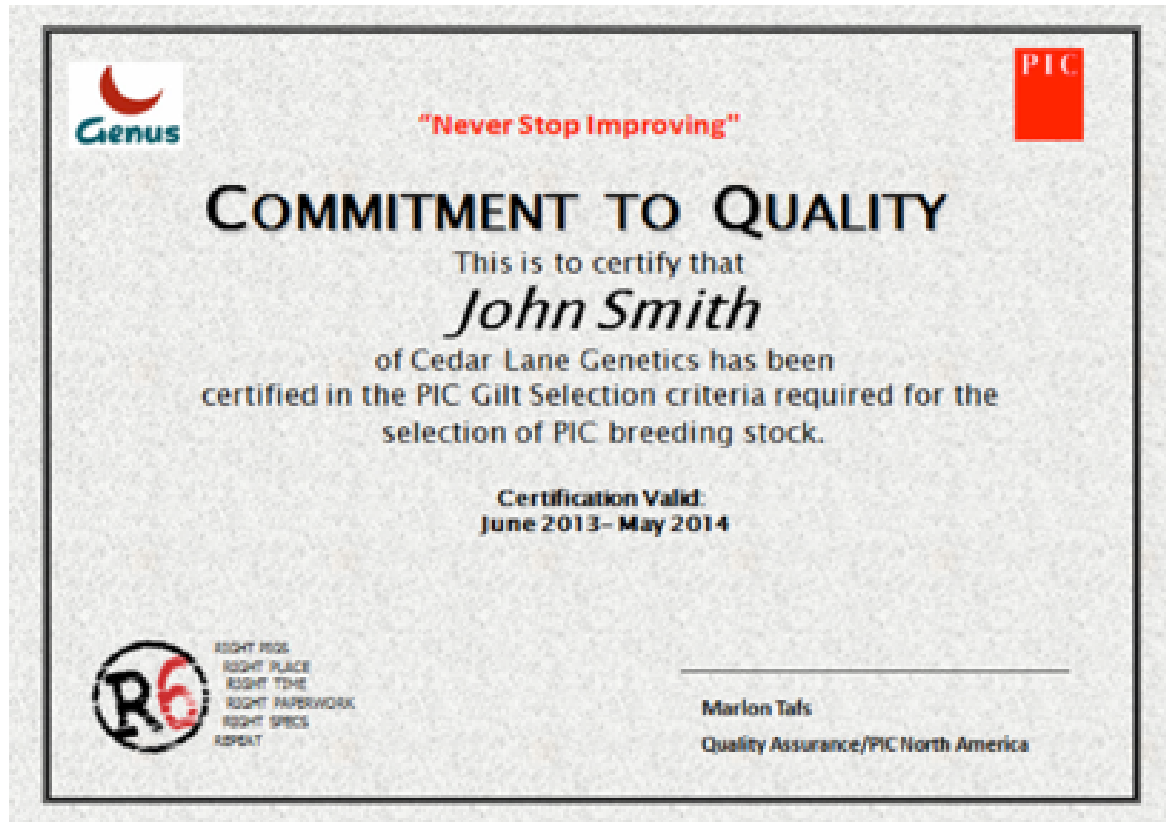 Genus
PIC
"Never Stop Improving"
COMMITMENT TO QUALITY
This is to certify that
John Smith
of Cedar Lane Genetics has been
certified in the PIC Gilt Selection criteria required for the
selection of PIC breeding stock.
Certification Valid:
June 2013– May 2014
R6
RIGHT PIGS
RIGHT PLACE
RIGHT TIME
RIGHT PAPERWORK
RIGHT SPECS
REPEAT
Marlon Tafs
Quality Assurance/PIC North America